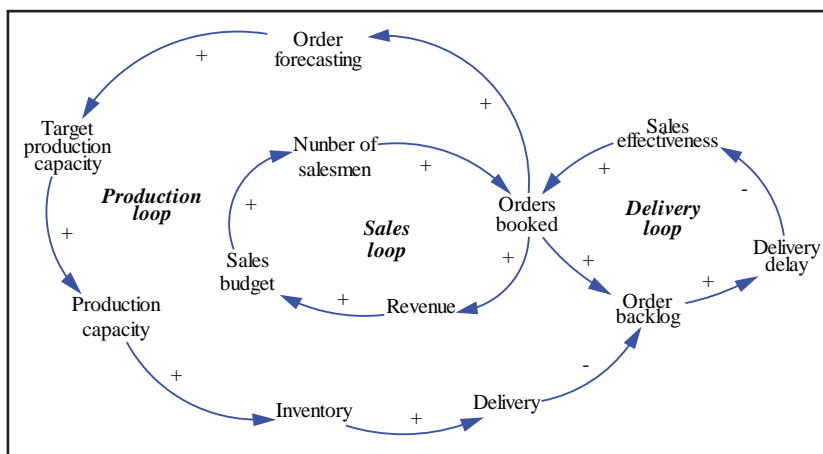 Order
forecasting
+
+
Target
production
capacity
Nunber of
salesmen
+
Sales
effectiveness
+
-
Production
loop
+
Sales
loop
Orders
booked
Delivery
loop
+
Sales
budget
+
+
Delivery
delay
+
Revenue
+
Order
backlog
Production
capacity
+
-
Inventory
+
Delivery